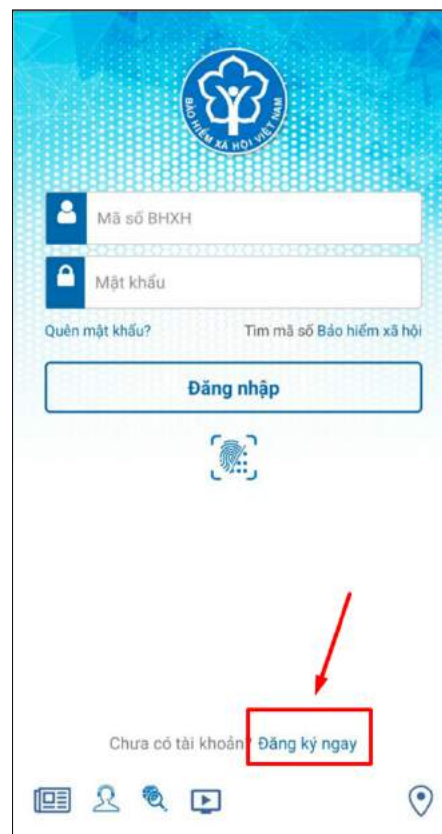 BẢO HIỂM XÃ HỘI VIỆT NAM
Mã số BHXH
Mật khẩu
Quên mật khẩu? Tìm mã số Bảo hiểm xã hội
Đăng nhập
Chưa có tài khoản? Đăng ký ngay